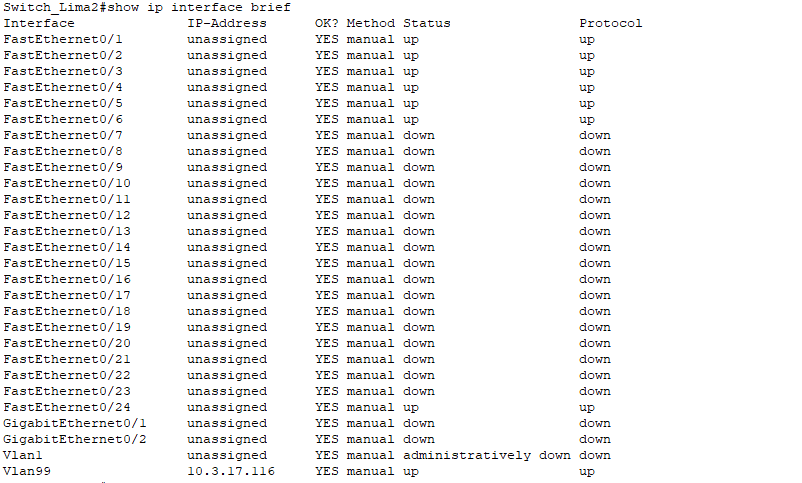 Switch_Lima2#show ip interface brief
Interface              IP-Address      OK? Method Status                Protocol
FastEthernet0/1        unassigned      YES manual up                    up
FastEthernet0/2        unassigned      YES manual up                    up
FastEthernet0/3        unassigned      YES manual up                    up
FastEthernet0/4        unassigned      YES manual up                    up
FastEthernet0/5        unassigned      YES manual up                    up
FastEthernet0/6        unassigned      YES manual up                    up
FastEthernet0/7        unassigned      YES manual down                  down
FastEthernet0/8        unassigned      YES manual down                  down
FastEthernet0/9        unassigned      YES manual down                  down
FastEthernet0/10       unassigned      YES manual down                  down
FastEthernet0/11       unassigned      YES manual down                  down
FastEthernet0/12       unassigned      YES manual down                  down
FastEthernet0/13       unassigned      YES manual down                  down
FastEthernet0/14       unassigned      YES manual down                  down
FastEthernet0/15       unassigned      YES manual down                  down
FastEthernet0/16       unassigned      YES manual down                  down
FastEthernet0/17       unassigned      YES manual down                  down
FastEthernet0/18       unassigned      YES manual down                  down
FastEthernet0/19       unassigned      YES manual down                  down
FastEthernet0/20       unassigned      YES manual down                  down
FastEthernet0/21       unassigned      YES manual down                  down
FastEthernet0/22       unassigned      YES manual down                  down
FastEthernet0/23       unassigned      YES manual down                  down
FastEthernet0/24       unassigned      YES manual up                    up
GigabitEthernet0/1     unassigned      YES manual down                  down
GigabitEthernet0/2     unassigned      YES manual down                  down
Vlan1                  unassigned      YES manual administratively down down
Vlan99                 10.3.17.116     YES manual up                    up